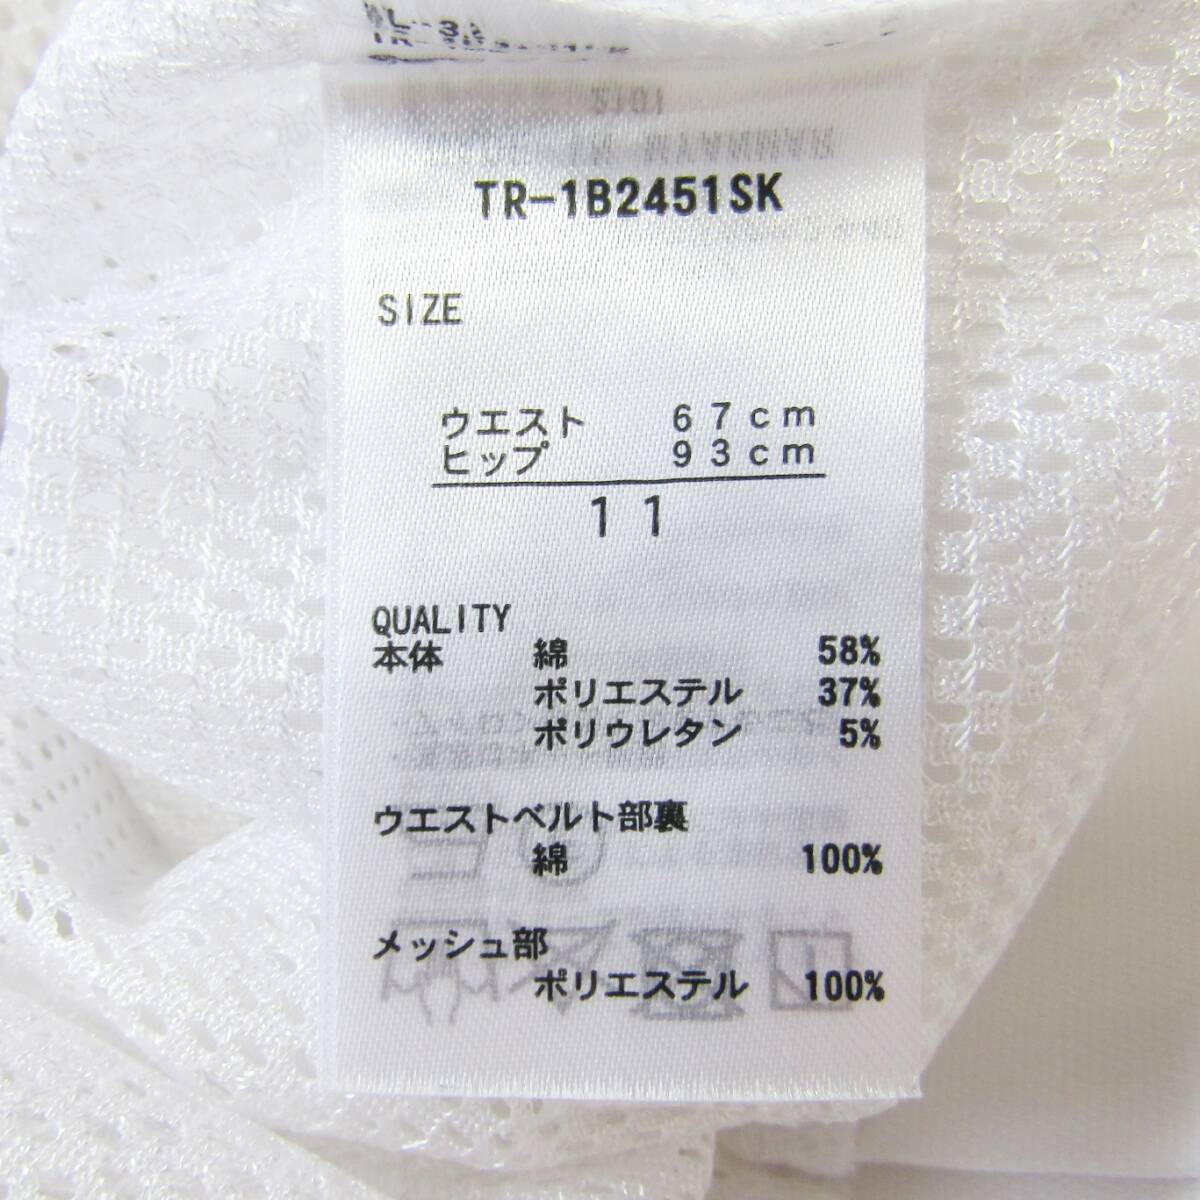 TR-1B2451SK
SIZE
ウエスト 67cm
ヒップ 93cm
11
QUALITY
本体 綿 58%
ポリエステル 37%
ポリウレタン 5%
ウエストベルト部裏
綿 100%
メッシュ部
ポリエステル 100%